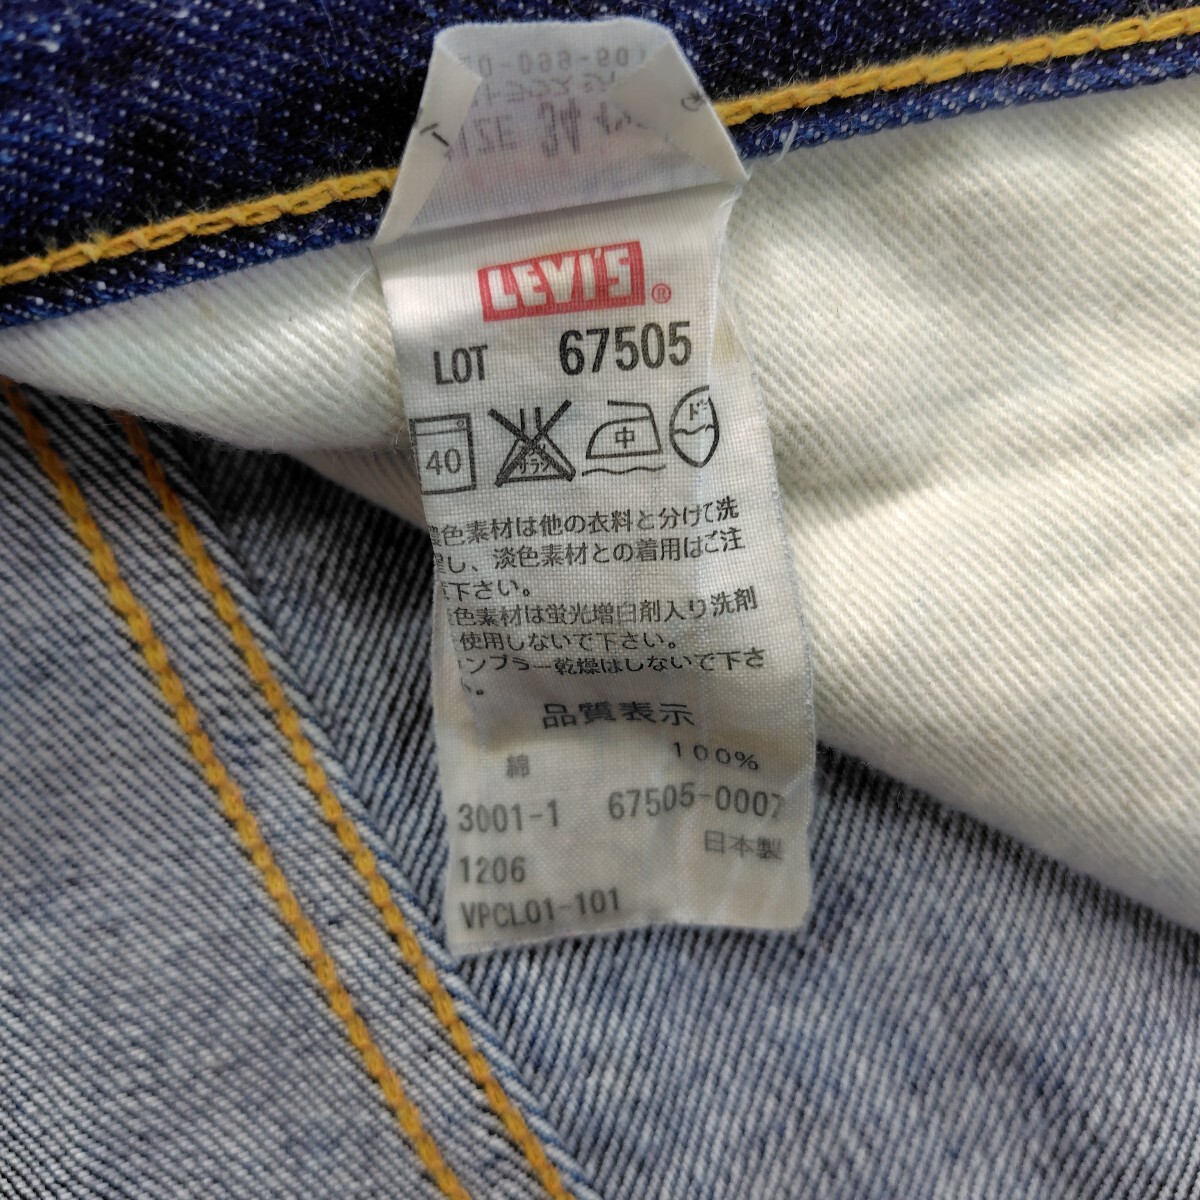 SIZE 34
LEVI'S®
LOT 67505
40
サラシ
中
ド
色素材は他の衣料と分けて洗
し、淡色素材との着用はご注
下さい。
色素材は蛍光増白剤入り洗剤
使用しないで下さい。
ンブラー乾燥はしないで下さ
。
品質表示
綿 100%
3001-1 67505-0007
日本製
1206
VPCL01-101